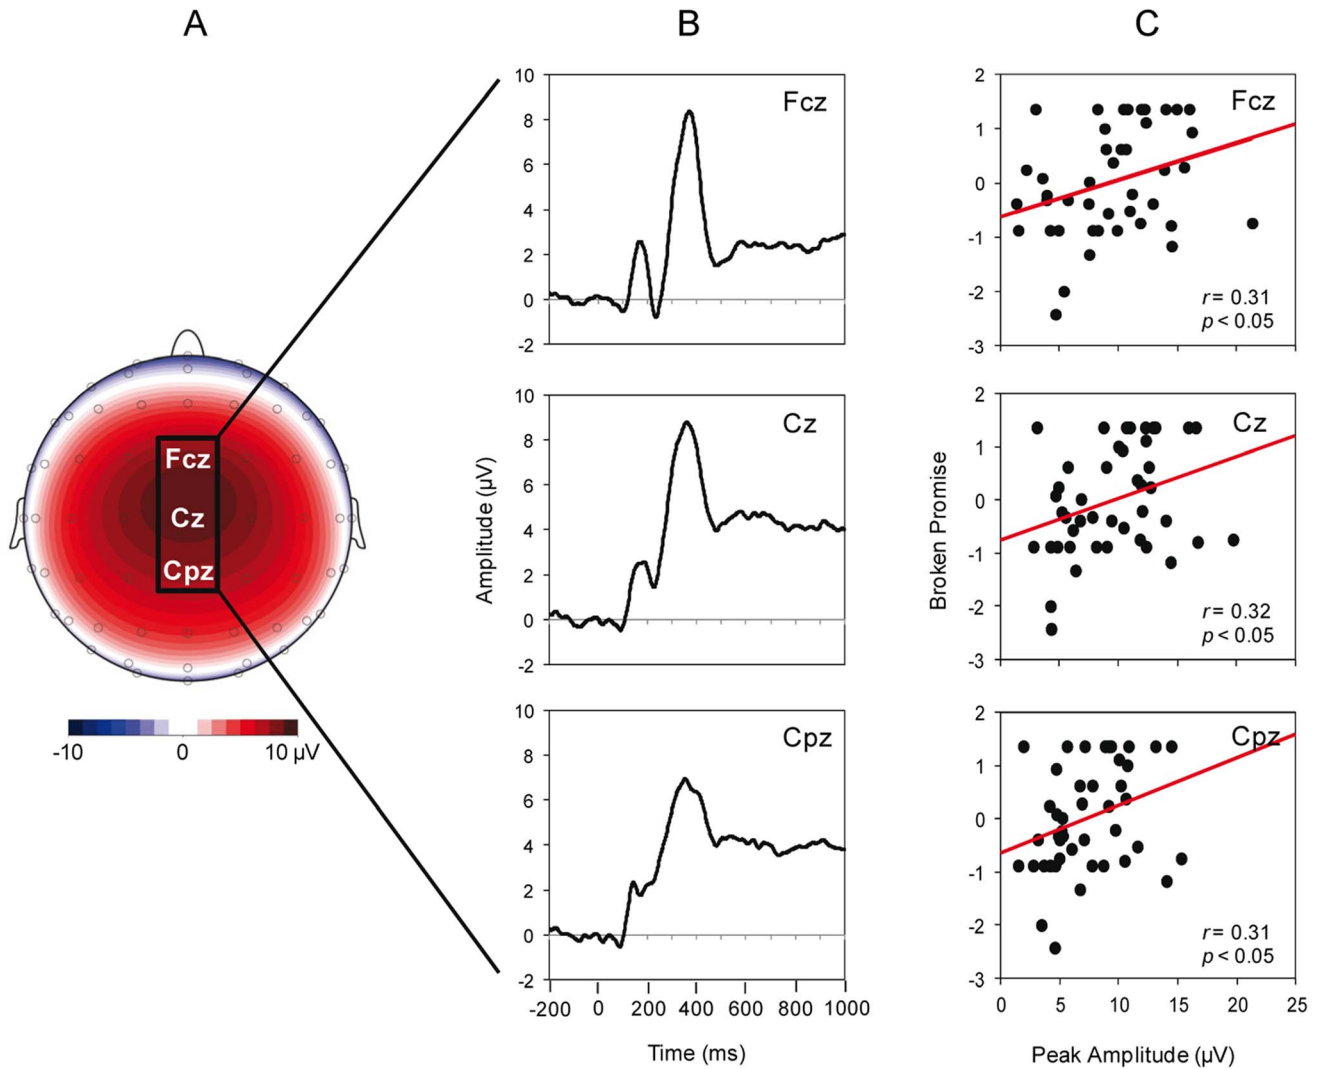 A
B
C
Fcz
Cz
Cpz
-10
0
10 µV
Amplitude (µV)
10
8
6
4
2
0
-2
Fcz
10
8
6
4
2
0
-2
Cz
10
8
6
4
2
0
-2
Cpz
-200 0 200 400 600 800 1000
Time (ms)
Broken Promise
2
1
0
-1
-2
-3
Fcz
r = 0.31
p < 0.05
2
1
0
-1
-2
-3
Cz
r = 0.32
p < 0.05
2
1
0
-1
-2
-3
Cpz
r = 0.31
p < 0.05
0 5 10 15 20 25
Peak Amplitude (µV)